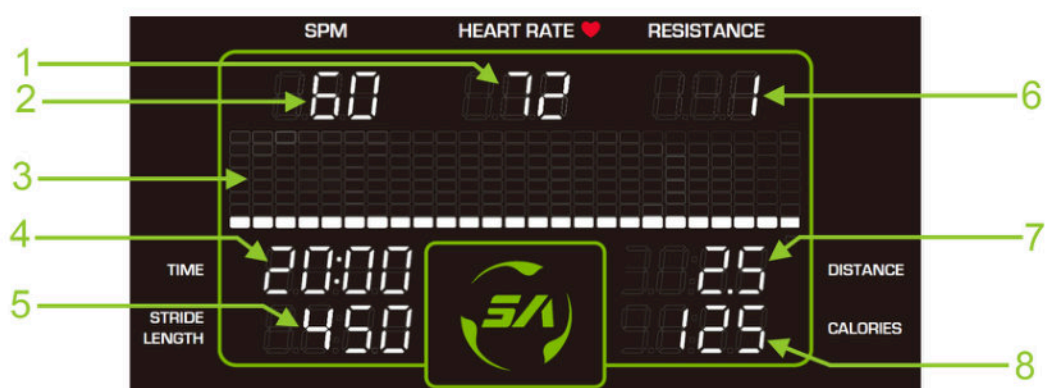 SPM HEART RATE RESISTANCE
1
2
60 72 1
6
3
4
TIME 20:00 2.5 DISTANCE
7
5
STRIDE
LENGTH
450 SA 125 CALORIES
8